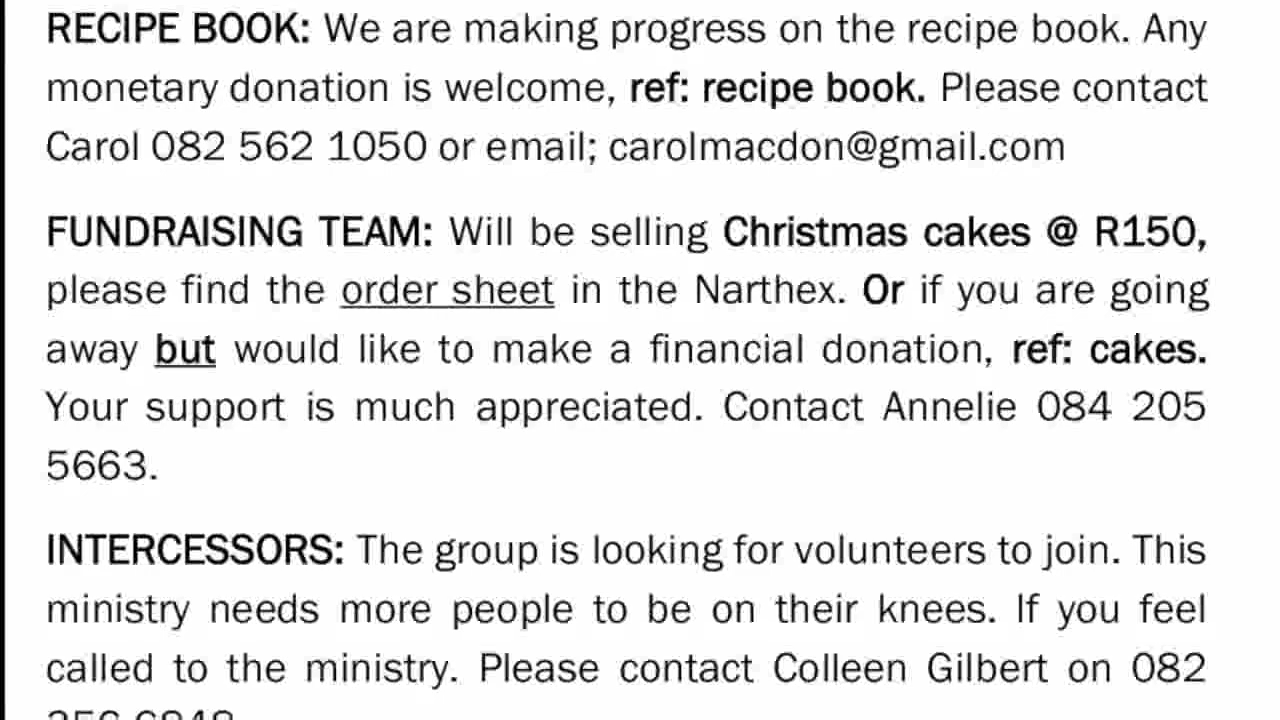 RECIPE BOOK: We are making progress on the recipe book. Any
monetary donation is welcome, ref: recipe book. Please contact
Carol 082 562 1050 or email; carolmacdon@gmail.com
FUNDRAISING TEAM: Will be selling Christmas cakes @ R150,
please find the order sheet in the Narthex. Or if you are going
away but would like to make a financial donation, ref: cakes.
Your support is much appreciated. Contact Annelie 084 205
5663.
INTERCESSORS: The group is looking for volunteers to join. This
ministry needs more people to be on their knees. If you feel
called to the ministry. Please contact Colleen Gilbert on 082